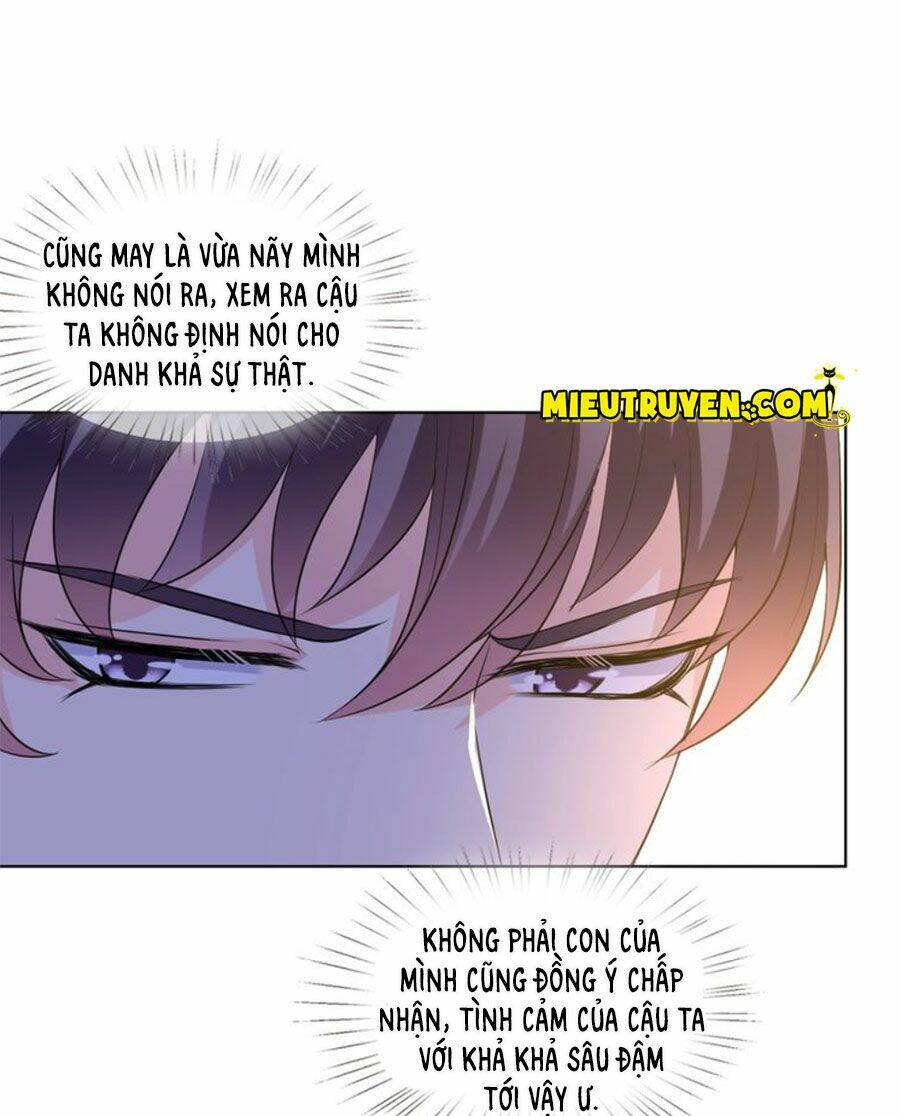 CŨNG MAY LÀ VỪA NÃY MÌNH
KHÔNG NÓI RA, XEM RA CẬU
TA KHÔNG ĐỊNH NÓI CHO
DANH KHẢ SỰ THẬT.
MIEUTRUYEN.COM
KHÔNG PHẢI CON CỦA
MÌNH CŨNG ĐỒNG Ý CHẤP
NHẬN, TÌNH CẢM CỦA CẬU TA
VỚI KHẢ KHẢ SÂU ĐẬM
TỚI VẬY Ư.